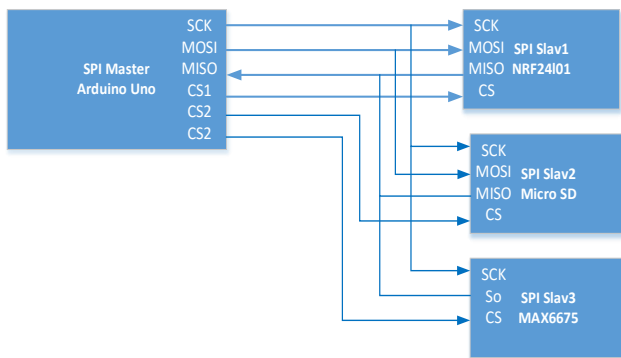 SPI Master
Arduino Uno
SCK
MOSI
MISO
CS1
CS2
CS2
SCK
MOSI SPI Slav1
MISO NRF24l01
CS
SCK
MOSI SPI Slav2
MISO Micro SD
CS
SCK
So SPI Slav3
CS MAX6675